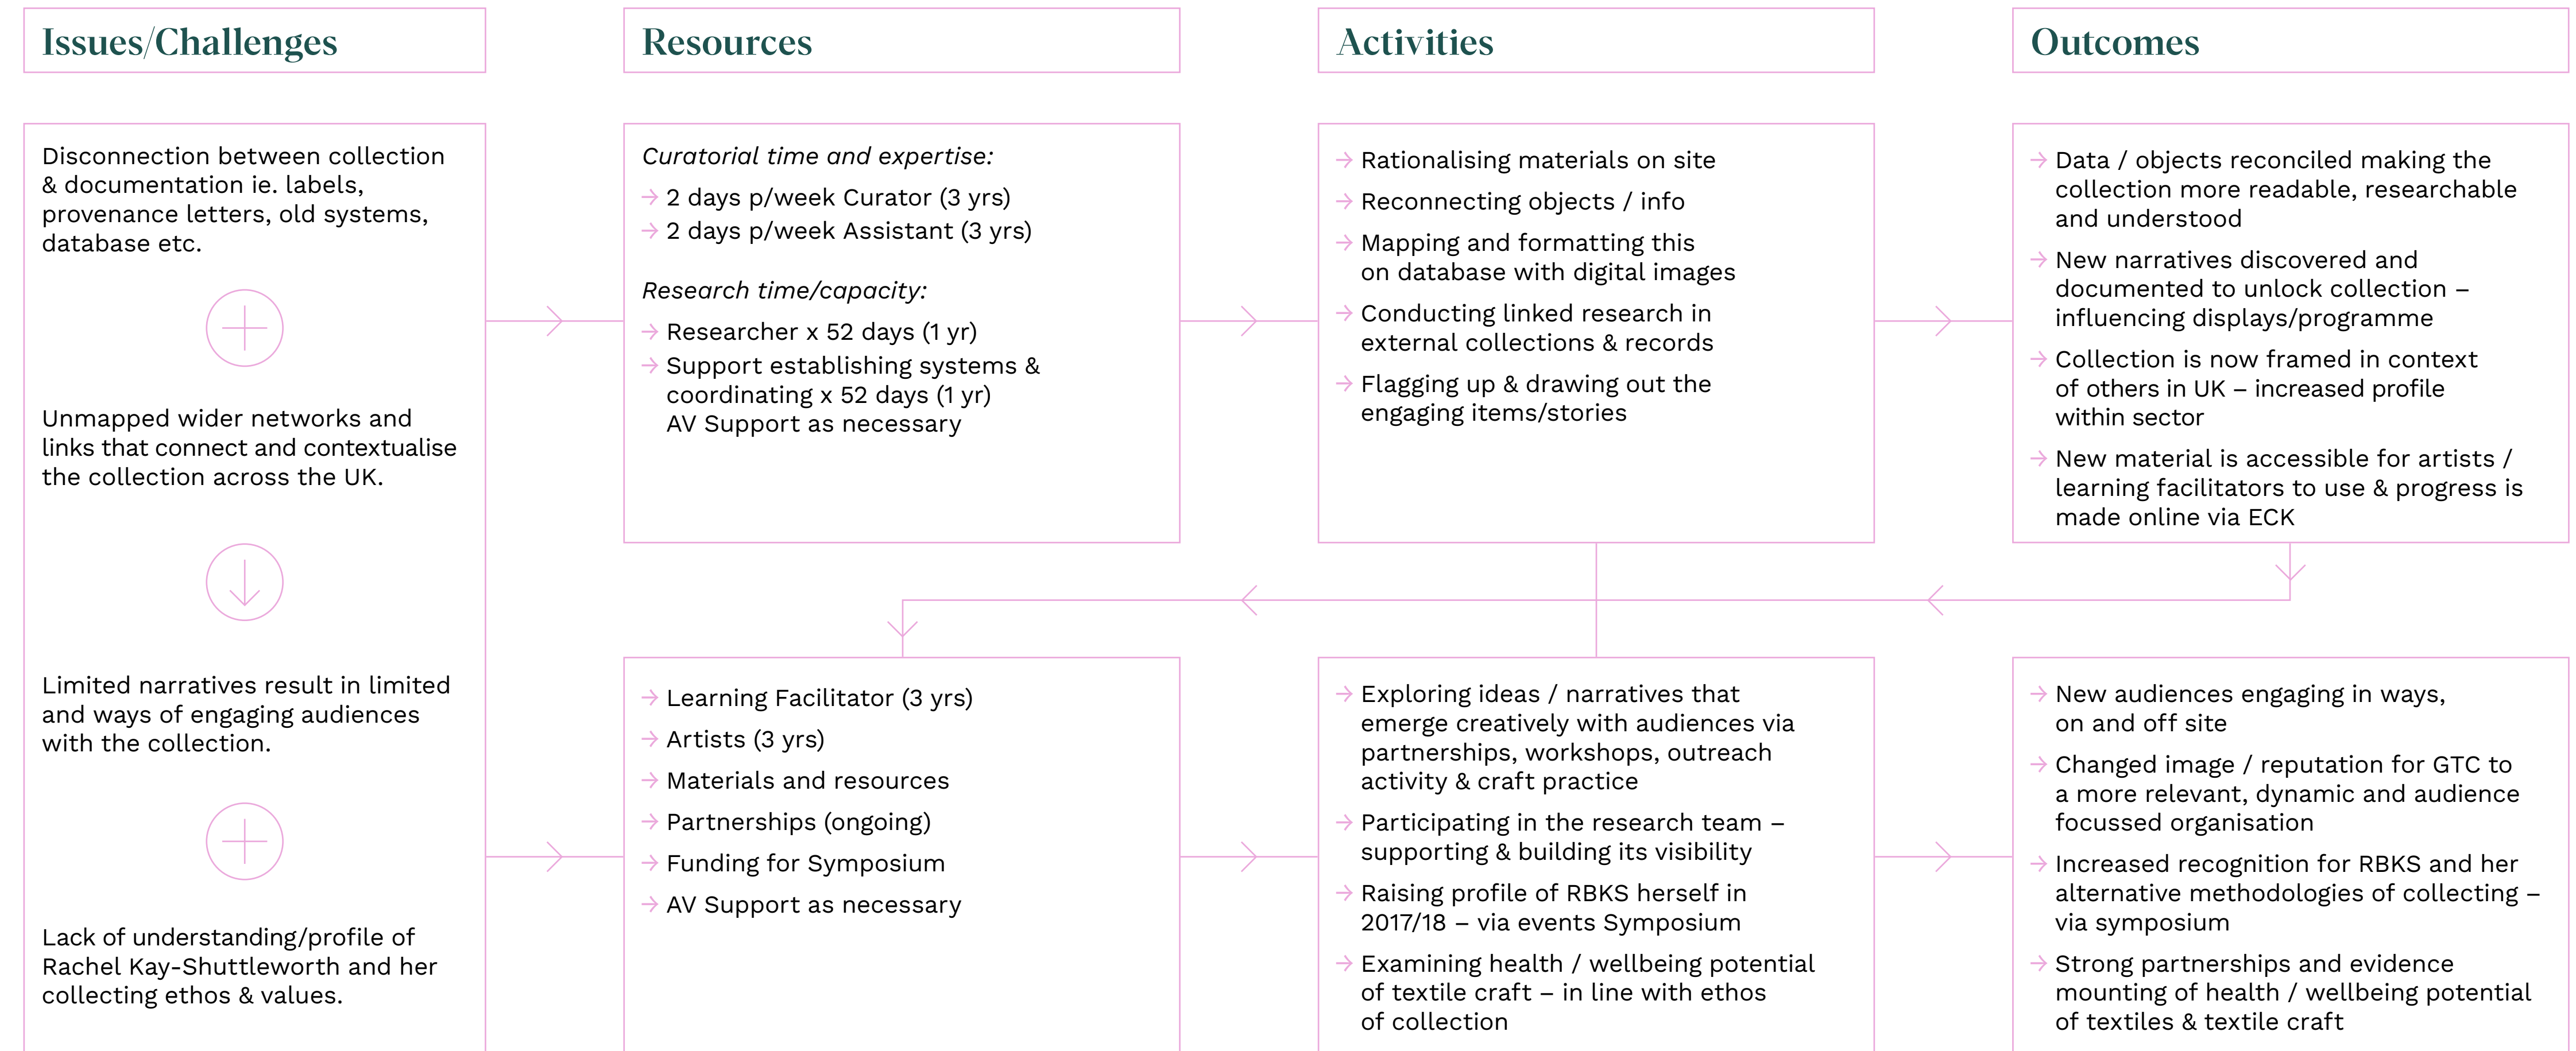 Issues/Challenges
Resources
Activities
Outcomes
Disconnection between collection
& documentation ie. labels,
provenance letters, old systems,
database etc.
Unmapped wider networks and
links that connect and contextualise
the collection across the UK.
Limited narratives result in limited
and ways of engaging audiences
with the collection.
Lack of understanding/profile of
Rachel Kay-Shuttleworth and her
collecting ethos & values.
Curatorial time and expertise:
→ 2 days p/week Curator (3 yrs)
→ 2 days p/week Assistant (3 yrs)
Research time/capacity:
→ Researcher x 52 days (1 yr)
→ Support establishing systems &
coordinating x 52 days (1 yr)
AV Support as necessary
→ Rationalising materials on site
→ Reconnecting objects / info
→ Mapping and formatting this
on database with digital images
→ Conducting linked research in
external collections & records
→ Flagging up & drawing out the
engaging items/stories
→ Data / objects reconciled making the
collection more readable, researchable
and understood
→ New narratives discovered and
documented to unlock collection –
influencing displays/programme
→ Collection is now framed in context
of others in UK – increased profile
within sector
→ New material is accessible for artists /
learning facilitators to use & progress is
made online via ECK
→ Learning Facilitator (3 yrs)
→ Artists (3 yrs)
→ Materials and resources
→ Partnerships (ongoing)
→ Funding for Symposium
→ AV Support as necessary
→ Exploring ideas / narratives that
emerge creatively with audiences via
partnerships, workshops, outreach
activity & craft practice
→ Participating in the research team –
supporting & building its visibility
→ Raising profile of RBKS herself in
2017/18 – via events Symposium
→ Examining health / wellbeing potential
of textile craft – in line with ethos
of collection
→ New audiences engaging in ways,
on and off site
→ Changed image / reputation for GTC to
a more relevant, dynamic and audience
focussed organisation
→ Increased recognition for RBKS and her
alternative methodologies of collecting –
via symposium
→ Strong partnerships and evidence
mounting of health / wellbeing potential
of textiles & textile craft